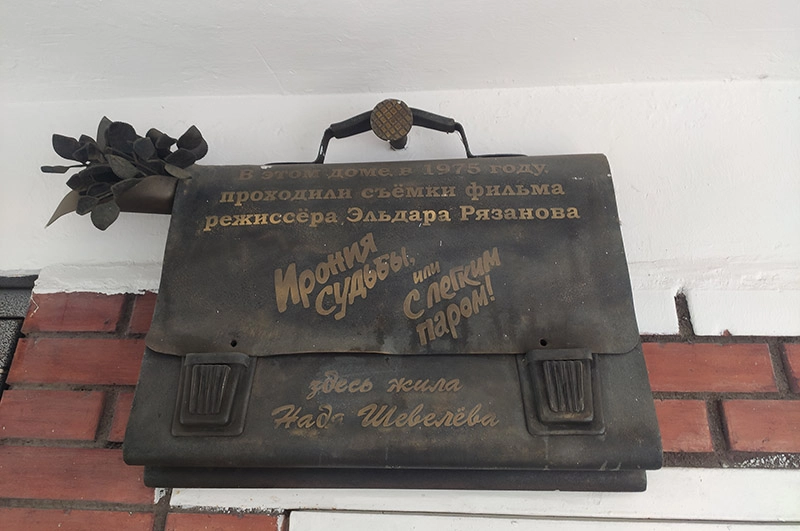 В этом доме в 1975 году,
проходили съёмки фильма
режиссёра Эльдара Рязанова
Ирония
Судьбы,
или
С легким
паром!
здесь жила
Надя Шевелёва